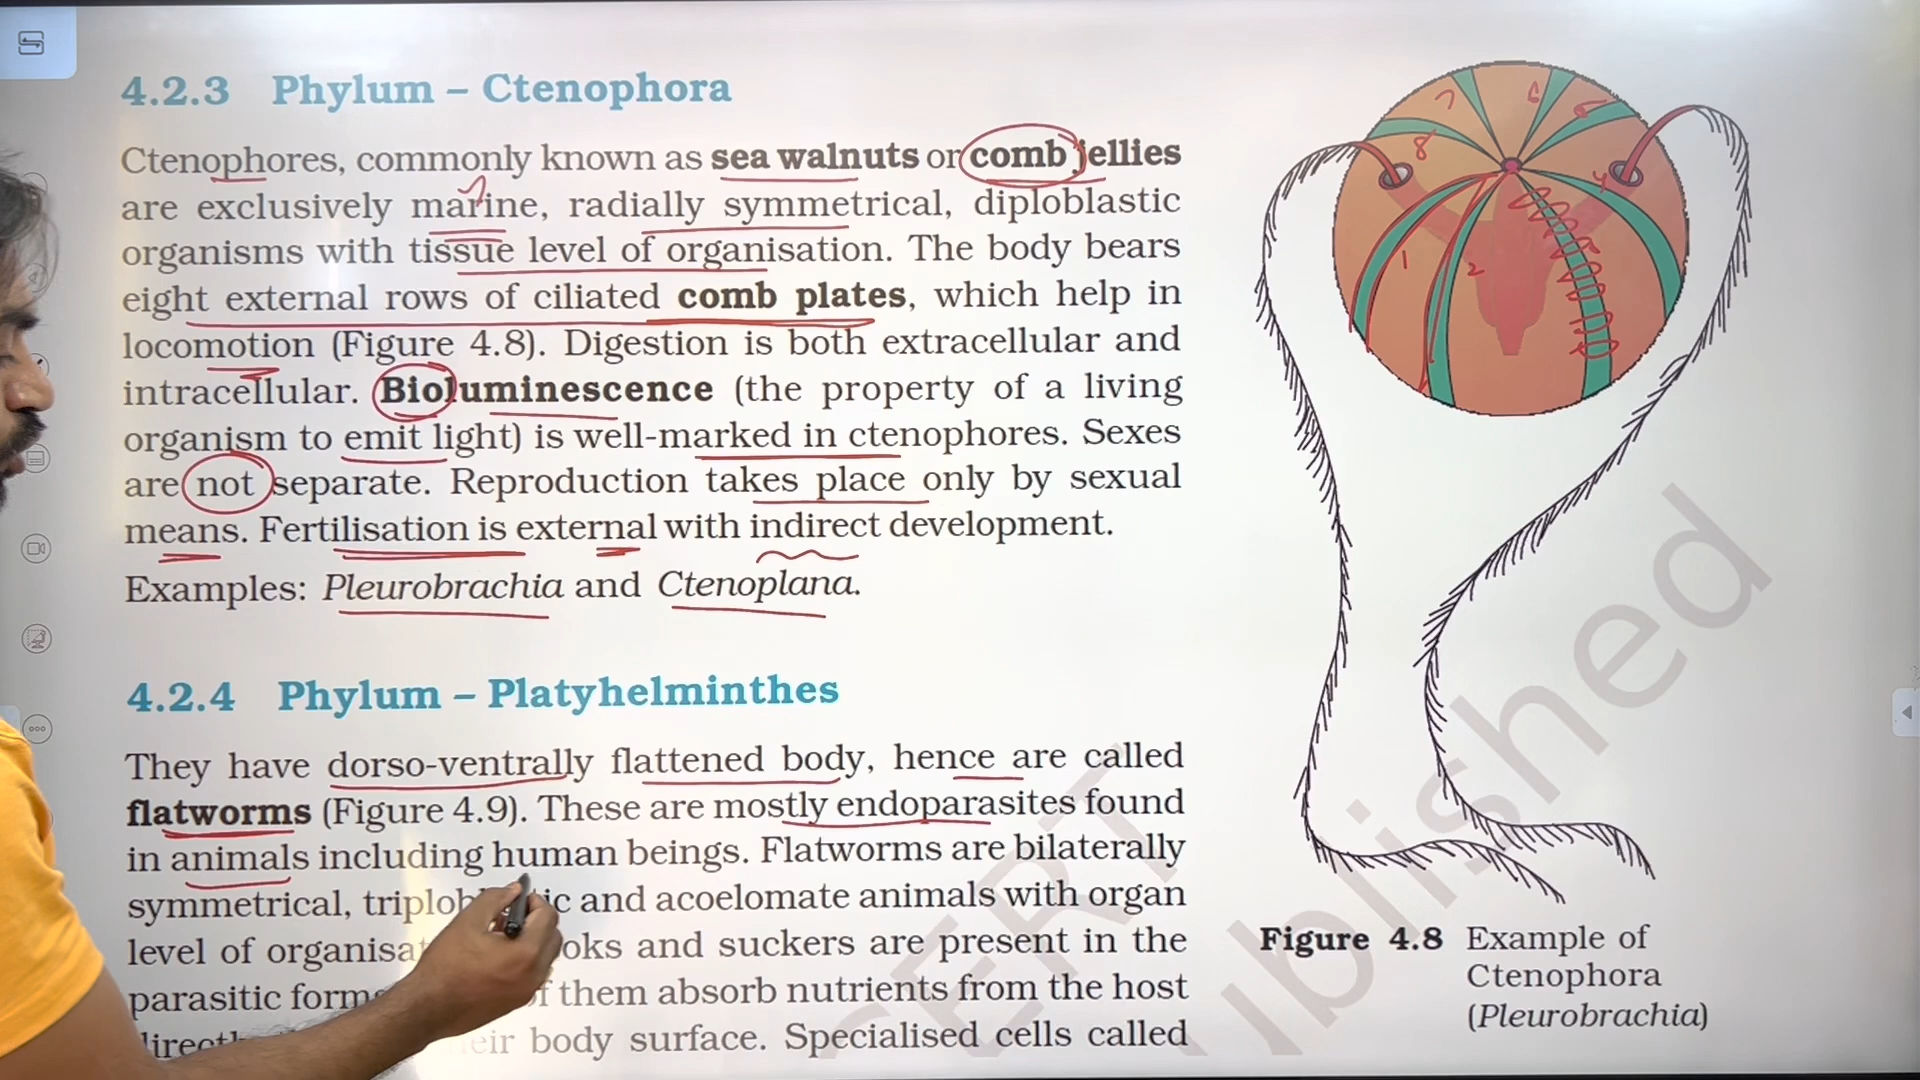 4.2.3 Phylum – Ctenophora
Ctenophores, commonly known as sea walnuts or comb jellies
are exclusively marine, radially symmetrical, diploblastic
organisms with tissue level of organisation. The body bears
eight external rows of ciliated comb plates, which help in
locomotion (Figure 4.8). Digestion is both extracellular and
intracellular. Bioluminescence (the property of a living
organism to emit light) is well-marked in ctenophores. Sexes
are not separate. Reproduction takes place only by sexual
means. Fertilisation is external with indirect development.
Examples: Pleurobrachia and Ctenoplana.
4.2.4 Phylum – Platyhelminthes
They have dorso-ventrally flattened body, hence are called
flatworms (Figure 4.9). These are mostly endoparasites found
in animals including human beings. Flatworms are bilaterally
symmetrical, and acoelomate animals with organ
level of and suckers are present in the
parasitic them absorb nutrients from the host
body surface. Specialised cells called
7 6 8 1 2
Figure 4.8 Example of
Ctenophora
(Pleurobrachia)
blished